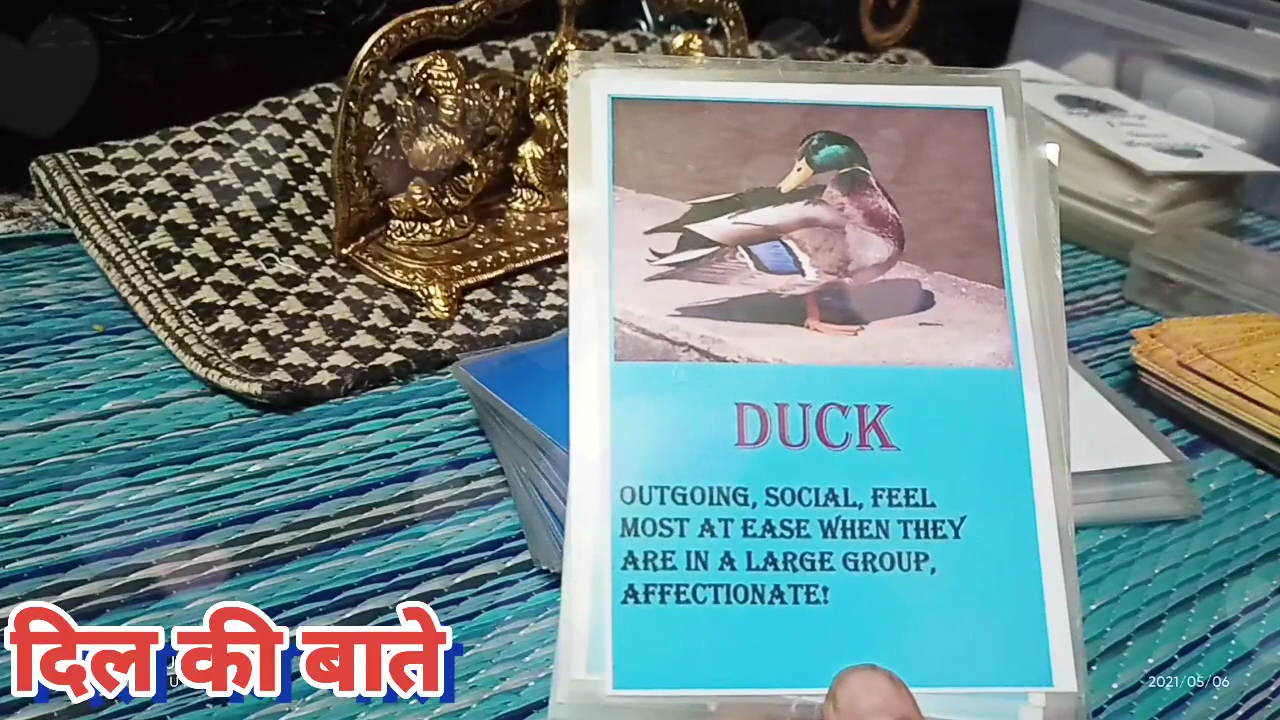 DUCK
OUTGOING, SOCIAL, FEEL
MOST AT EASE WHEN THEY
ARE IN A LARGE GROUP,
AFFECTIONATE!
दिल की बाते
2021/05/06